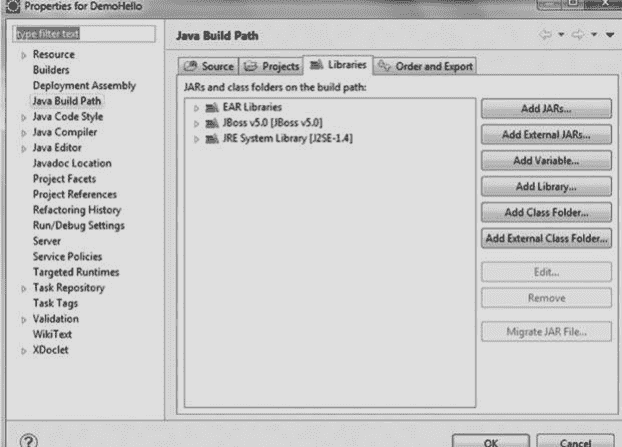 Properties for DemoHello
type filter text
Resource
Builders
Deployment Assembly
Java Build Path
Java Code Style
Java Compiler
Java Editor
Javadoc Location
Project Facets
Project References
Refactoring History
Run/Debug Settings
Server
Service Policies
Targeted Runtimes
Task Repository
Task Tags
Validation
WikiText
XDoclet
Java Build Path
Source Projects Libraries Order and Export
JARs and class folders on the build path:
EAR Libraries
JBoss v5.0 [JBoss v5.0]
JRE System Library [J2SE-1.4]
Add JARs...
Add External JARs...
Add Variable...
Add Library...
Add Class Folder...
Add External Class Folder...
Edit...
Remove
Migrate JAR File...
?
OK Cancel